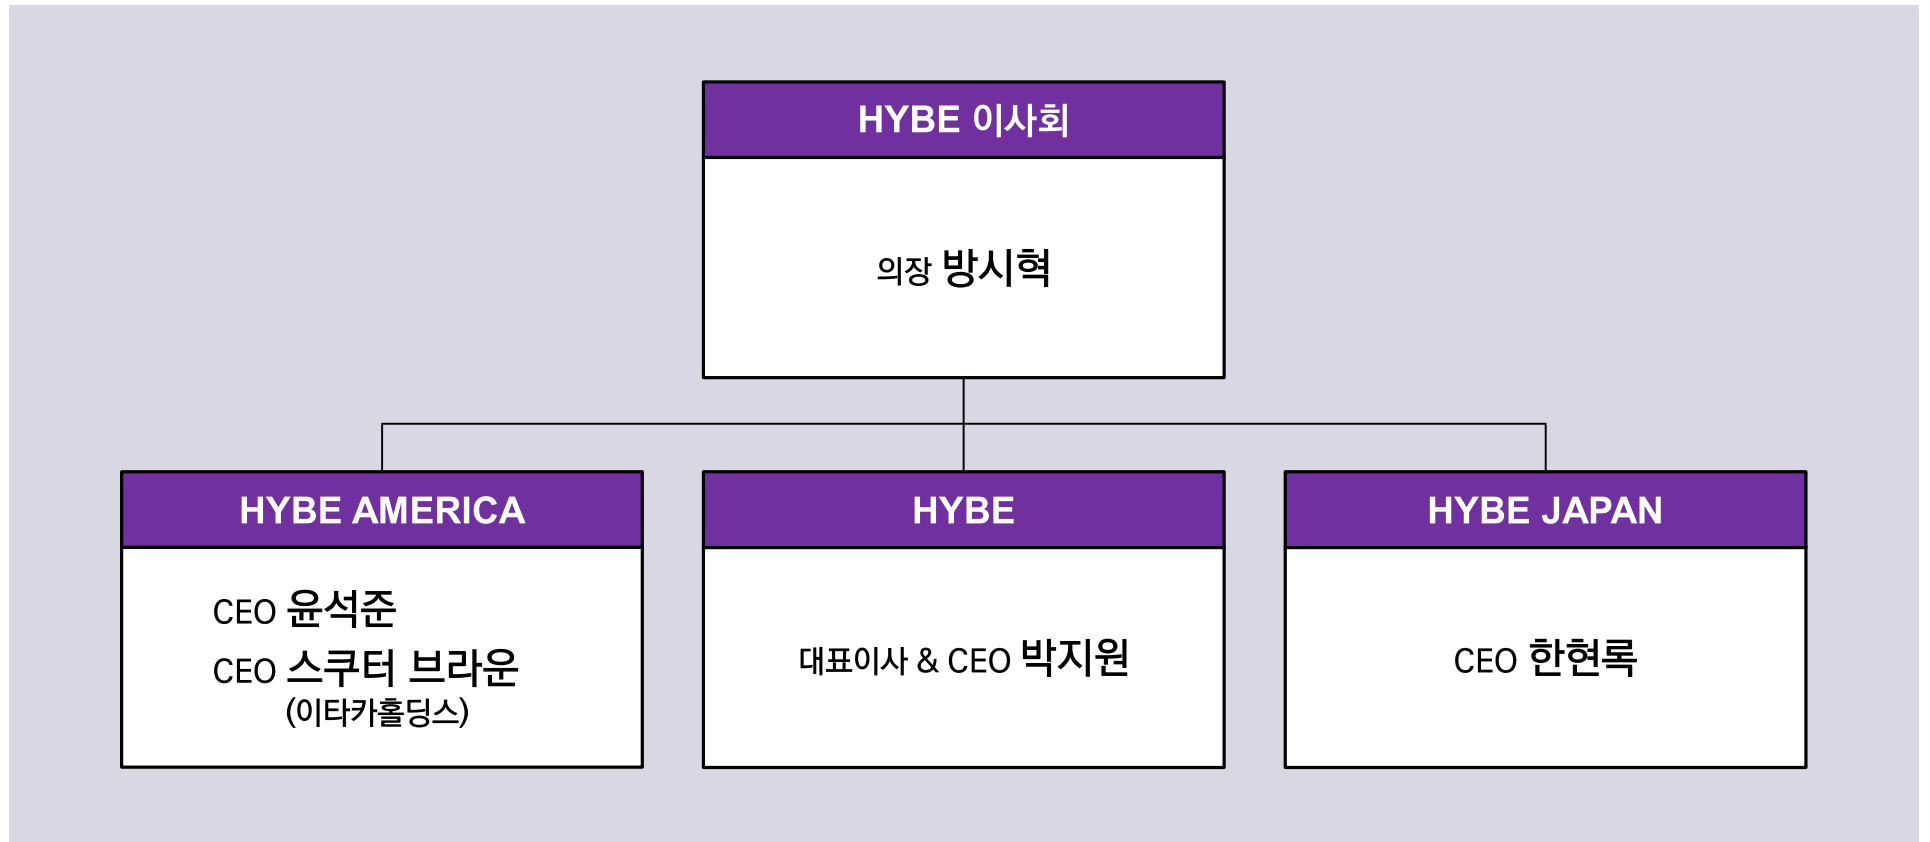 HYBE 이사회
의장 방시혁
HYBE AMERICA
CEO 윤석준
CEO 스쿠터 브라운
(이타카홀딩스)
HYBE
대표이사 & CEO 박지원
HYBE JAPAN
CEO 한현록